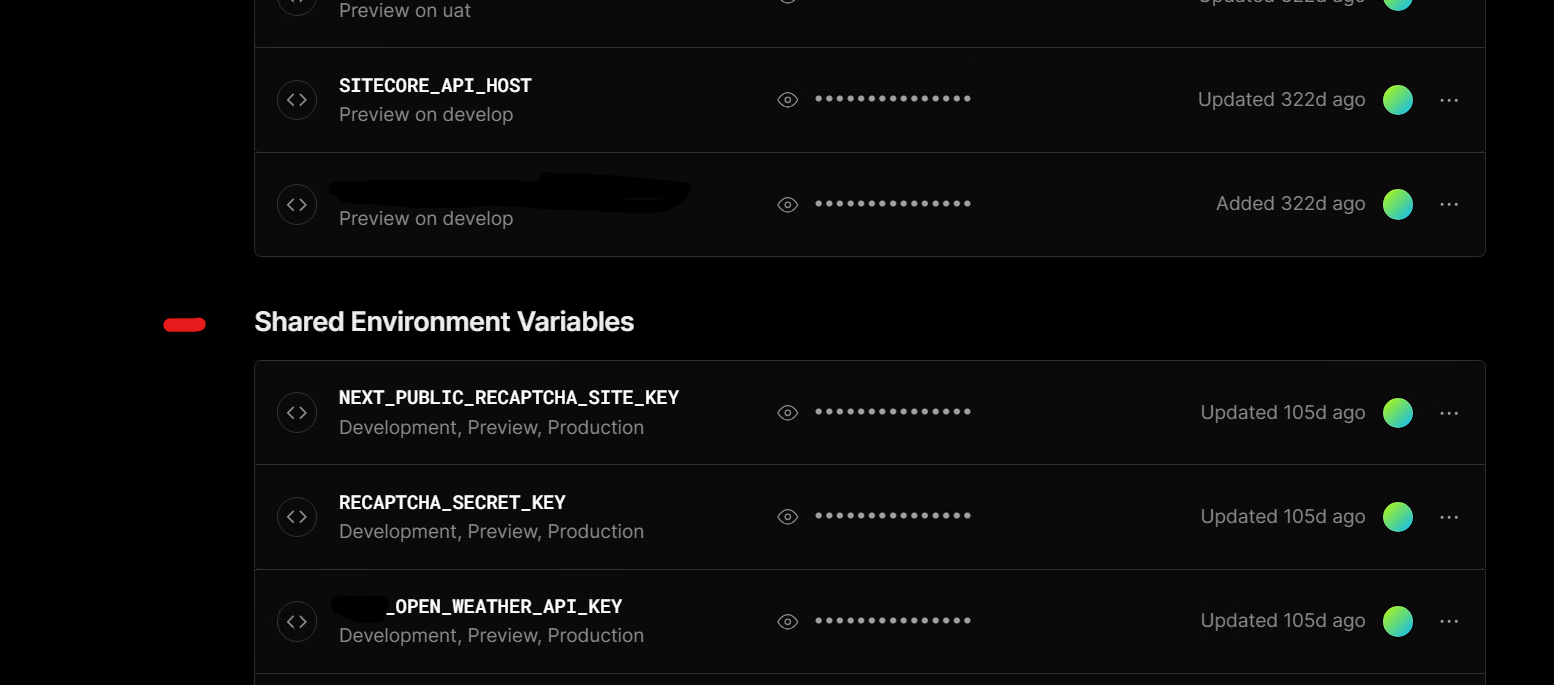 Preview on uat
Updated 322d ago
SITECORE_API_HOST
Preview on develop
•••••••••••••••
Updated 322d ago
Preview on develop
•••••••••••••••
Added 322d ago
Shared Environment Variables
NEXT_PUBLIC_RECAPTCHA_SITE_KEY
Development, Preview, Production
•••••••••••••••
Updated 105d ago
RECAPTCHA_SECRET_KEY
Development, Preview, Production
•••••••••••••••
Updated 105d ago
_OPEN_WEATHER_API_KEY
Development, Preview, Production
•••••••••••••••
Updated 105d ago